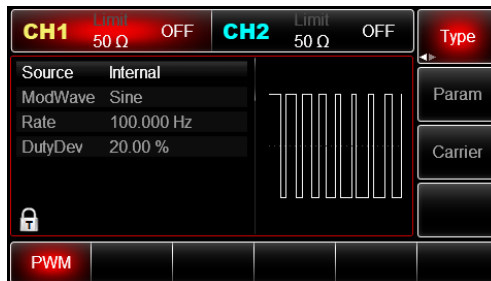 CH1 Limit 50 Ω OFF CH2 Limit 50 Ω OFF Type
Source Internal
ModWave Sine
Rate 100.000 Hz
DutyDev 20.00 %
Param
Carrier
T
PWM